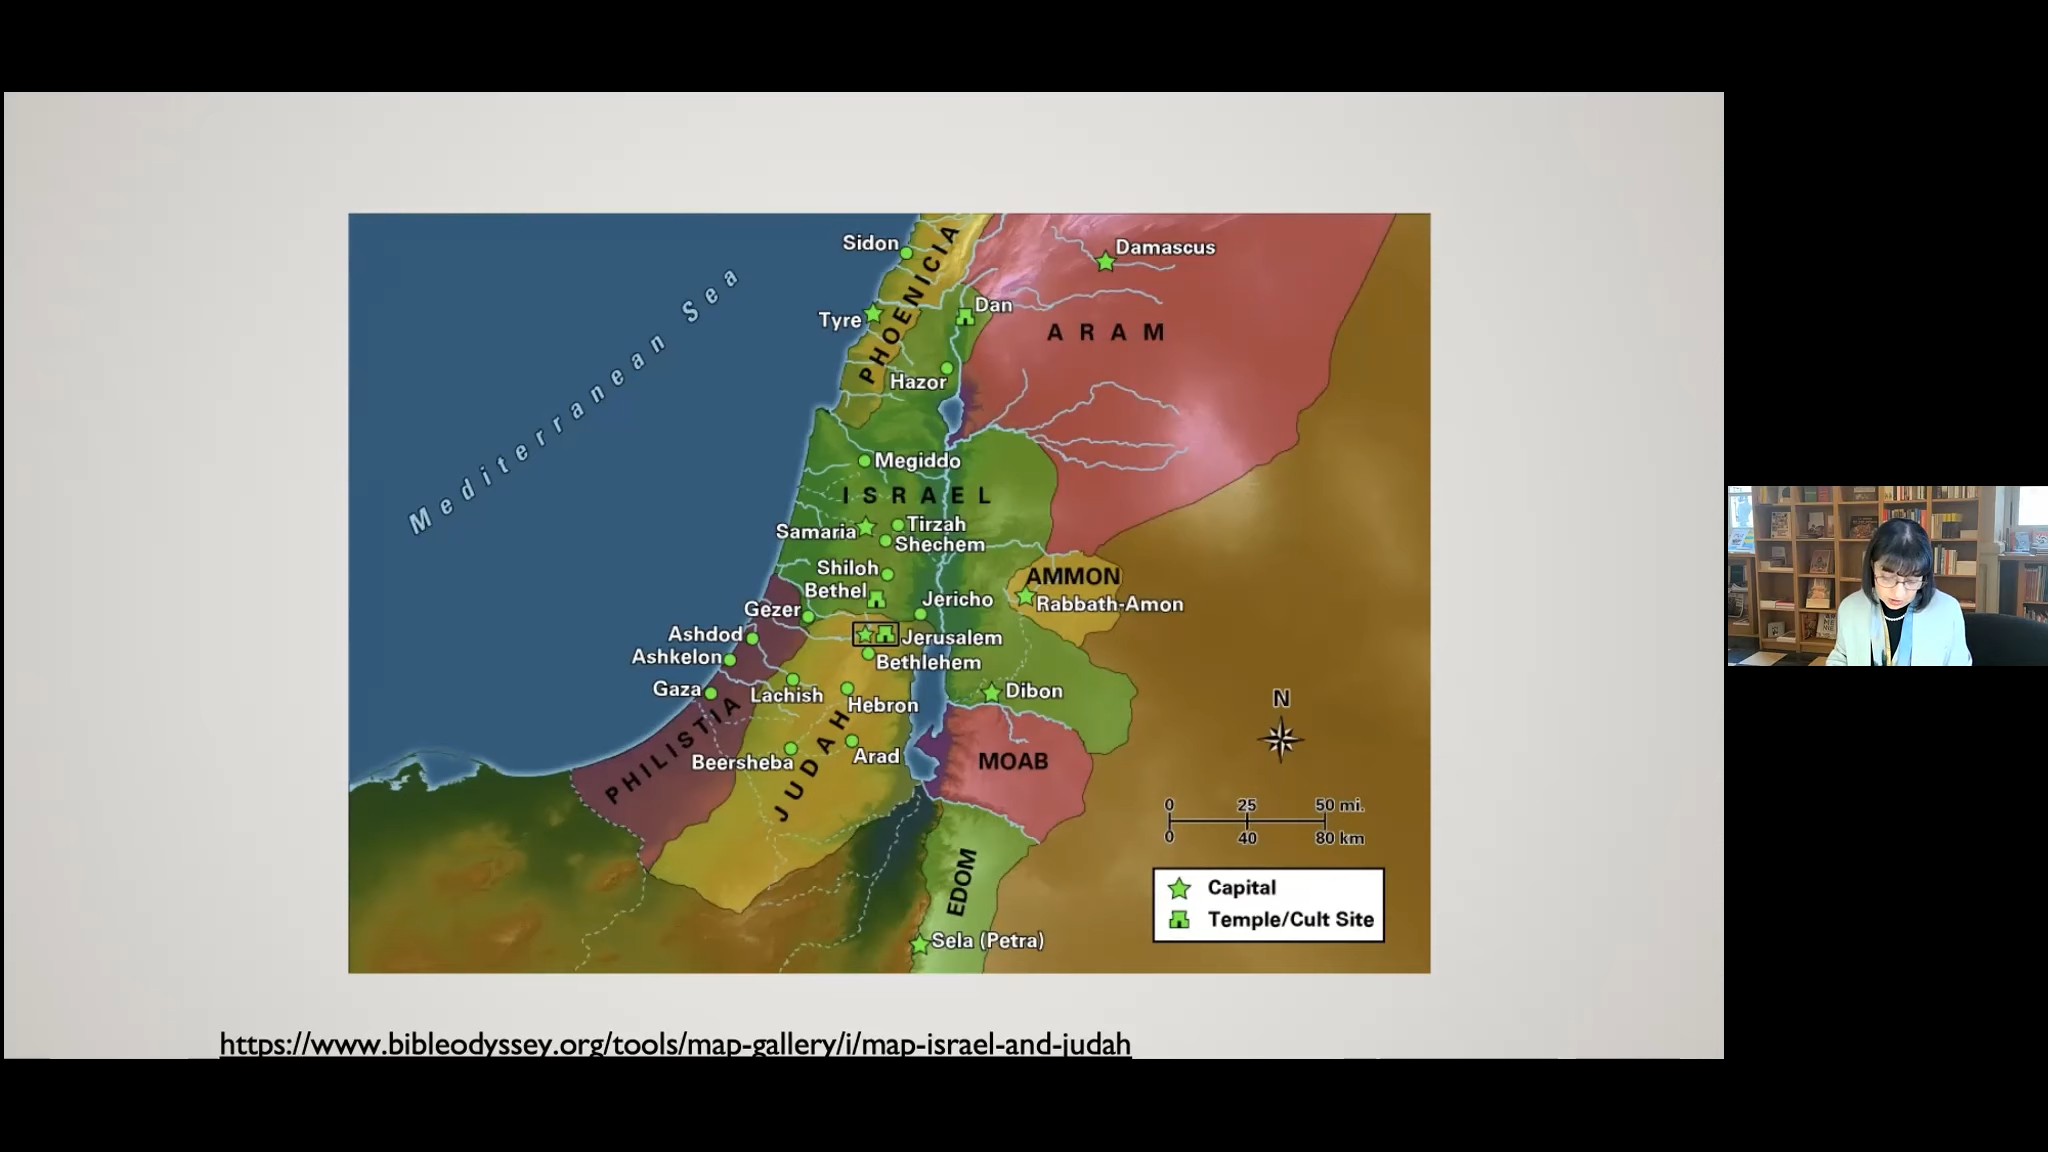 Mediterranean Sea
Sidon
PHOENICIA
Damascus
Tyre
Dan
ARAM
Hazor
Megiddo
ISRAEL
Samaria
Tirzah
Shechem
Shiloh
Bethel
AMMON
Rabbath-Amon
Gezer
Jericho
Ashdod
Jerusalem
Ashkelon
Bethlehem
Gaza
Lachish
Hebron
Dibon
PHILISTIA
JUDAH
Beersheba
Arad
MOAB
N
0 25 50 mi.
0 40 80 km
EDOM
Sela (Petra)
Capital
Temple/Cult Site
https://www.bibleodyssey.org/tools/map-gallery/i/map-israel-and-judah